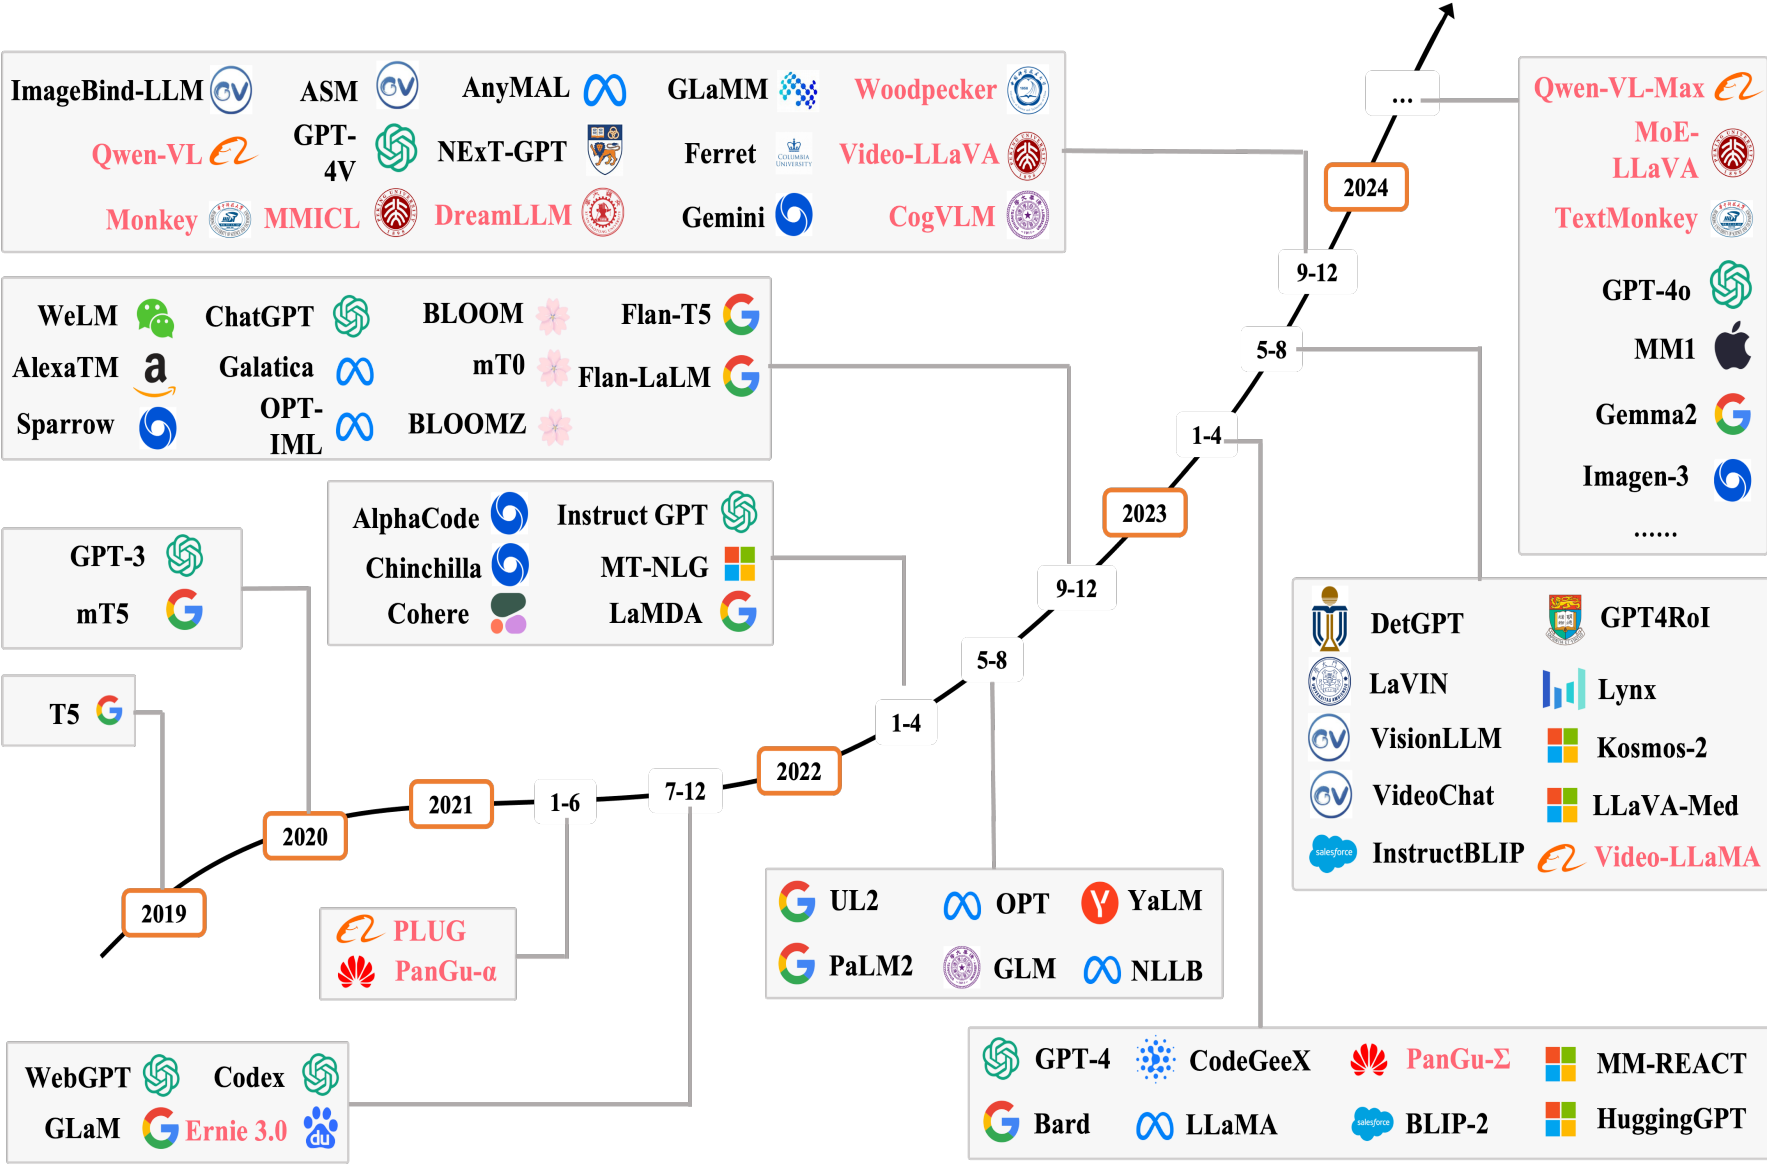 ImageBind-LLM
ASM
AnyMAL
GLaMM
Woodpecker
Qwen-VL
GPT-
4V
NExT-GPT
Ferret
COLUMBIA
UNIVERSITY
Video-LLaVA
Monkey
MMICL
DreamLLM
Gemini
CogVLM
WeLM
ChatGPT
BLOOM
Flan-T5
AlexaTM
Galatica
mT0
Flan-LaLM
Sparrow
OPT-
IML
BLOOMZ
AlphaCode
Instruct GPT
Chinchilla
MT-NLG
Cohere
LaMDA
GPT-3
mT5
T5
...
2024
9-12
5-8
1-4
2023
9-12
5-8
1-4
2022
7-12
1-6
2021
2020
2019
Qwen-VL-Max
MoE-
LLaVA
TextMonkey
GPT-4o
MM1
Gemma2
Imagen-3
......
DetGPT
GPT4RoI
LaVIN
Lynx
VisionLLM
Kosmos-2
VideoChat
LLaVA-Med
salesforce
InstructBLIP
Video-LLaMA
PLUG
PanGu-α
UL2
OPT
YaLM
PaLM2
GLM
NLLB
WebGPT
Codex
GLaM
Ernie 3.0
du
GPT-4
CodeGeeX
PanGu-Σ
MM-REACT
Bard
LLaMA
salesforce
BLIP-2
HuggingGPT